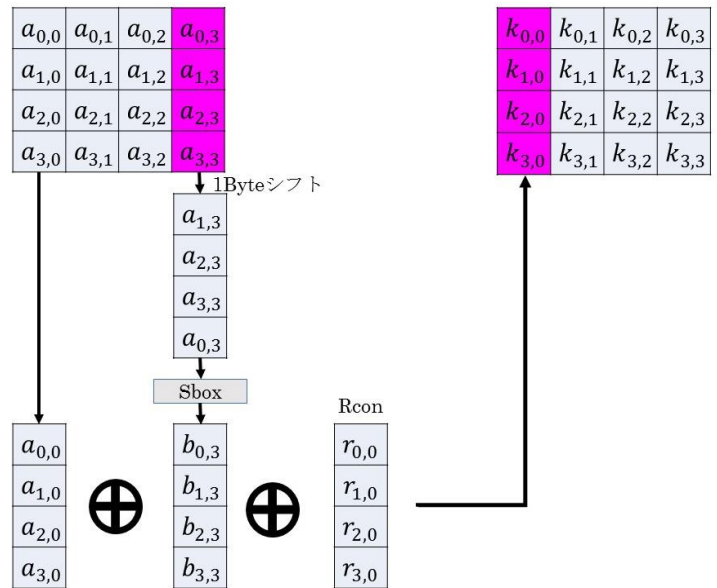 a0,0 a0,1 a0,2 a0,3
a1,0 a1,1 a1,2 a1,3
a2,0 a2,1 a2,2 a2,3
a3,0 a3,1 a3,2 a3,3
k0,0 k0,1 k0,2 k0,3
k1,0 k1,1 k1,2 k1,3
k2,0 k2,1 k2,2 k2,3
k3,0 k3,1 k3,2 k3,3
1Byteシフト
a1,3
a2,3
a3,3
a0,3
Sbox
Rcon
a0,0 b0,3 r0,0
a1,0 ⊕ b1,3 ⊕ r1,0
a2,0 b2,3 r2,0
a3,0 b3,3 r3,0